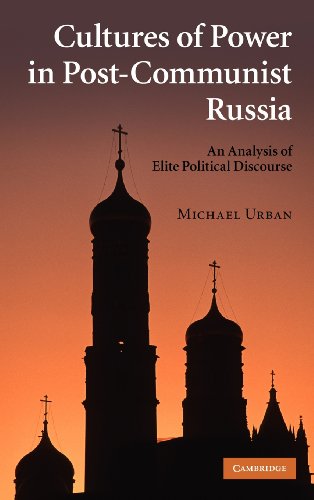 Cultures of Power
in Post-Communist
Russia
An Analysis of
Elite Political Discourse
Michael Urban
CAMBRIDGE